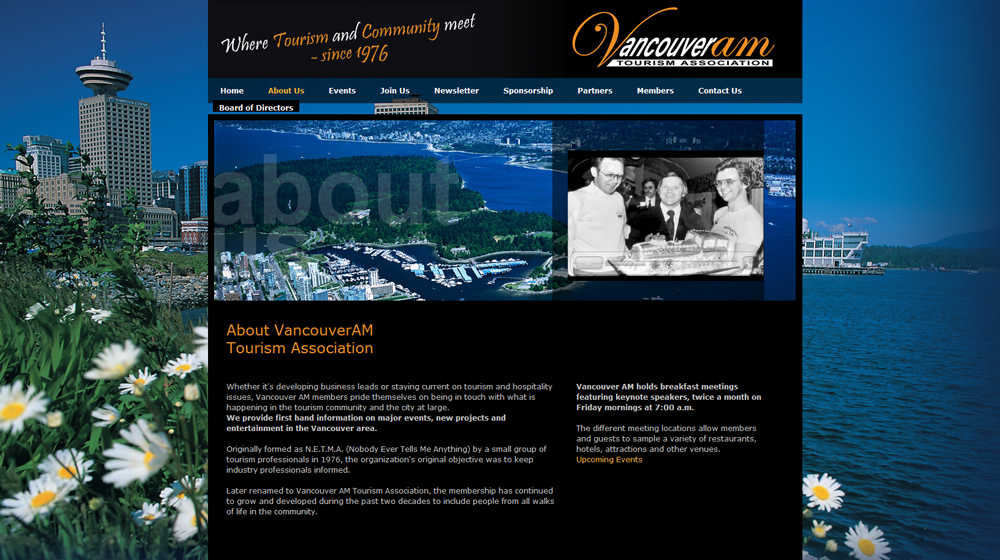 Where Tourism and Community meet
~ since 1976
Vancouveram
TOURISM ASSOCIATION
Home About Us Events Join Us Newsletter Sponsorship Partners Members Contact Us
Board of Directors
about
us
About VancouverAM
Tourism Association
Whether it's developing business leads or staying current on tourism and hospitality
issues, Vancouver AM members pride themselves on being in touch with what is
happening in the tourism community and the city at large.
We provide first hand information on major events, new projects and
entertainment in the Vancouver area.
Originally formed as N.E.T.M.A. (Nobody Ever Tells Me Anything) by a small group of
tourism professionals in 1976, the organization's original objective was to keep
industry professionals informed.
Later renamed to Vancouver AM Tourism Association, the membership has continued
to grow and developed during the past two decades to include people from all walks
of life in the community.
Vancouver AM holds breakfast meetings
featuring keynote speakers, twice a month on
Friday mornings at 7:00 a.m.
The different meeting locations allow members
and guests to sample a variety of restaurants,
hotels, attractions and other venues.
Upcoming Events